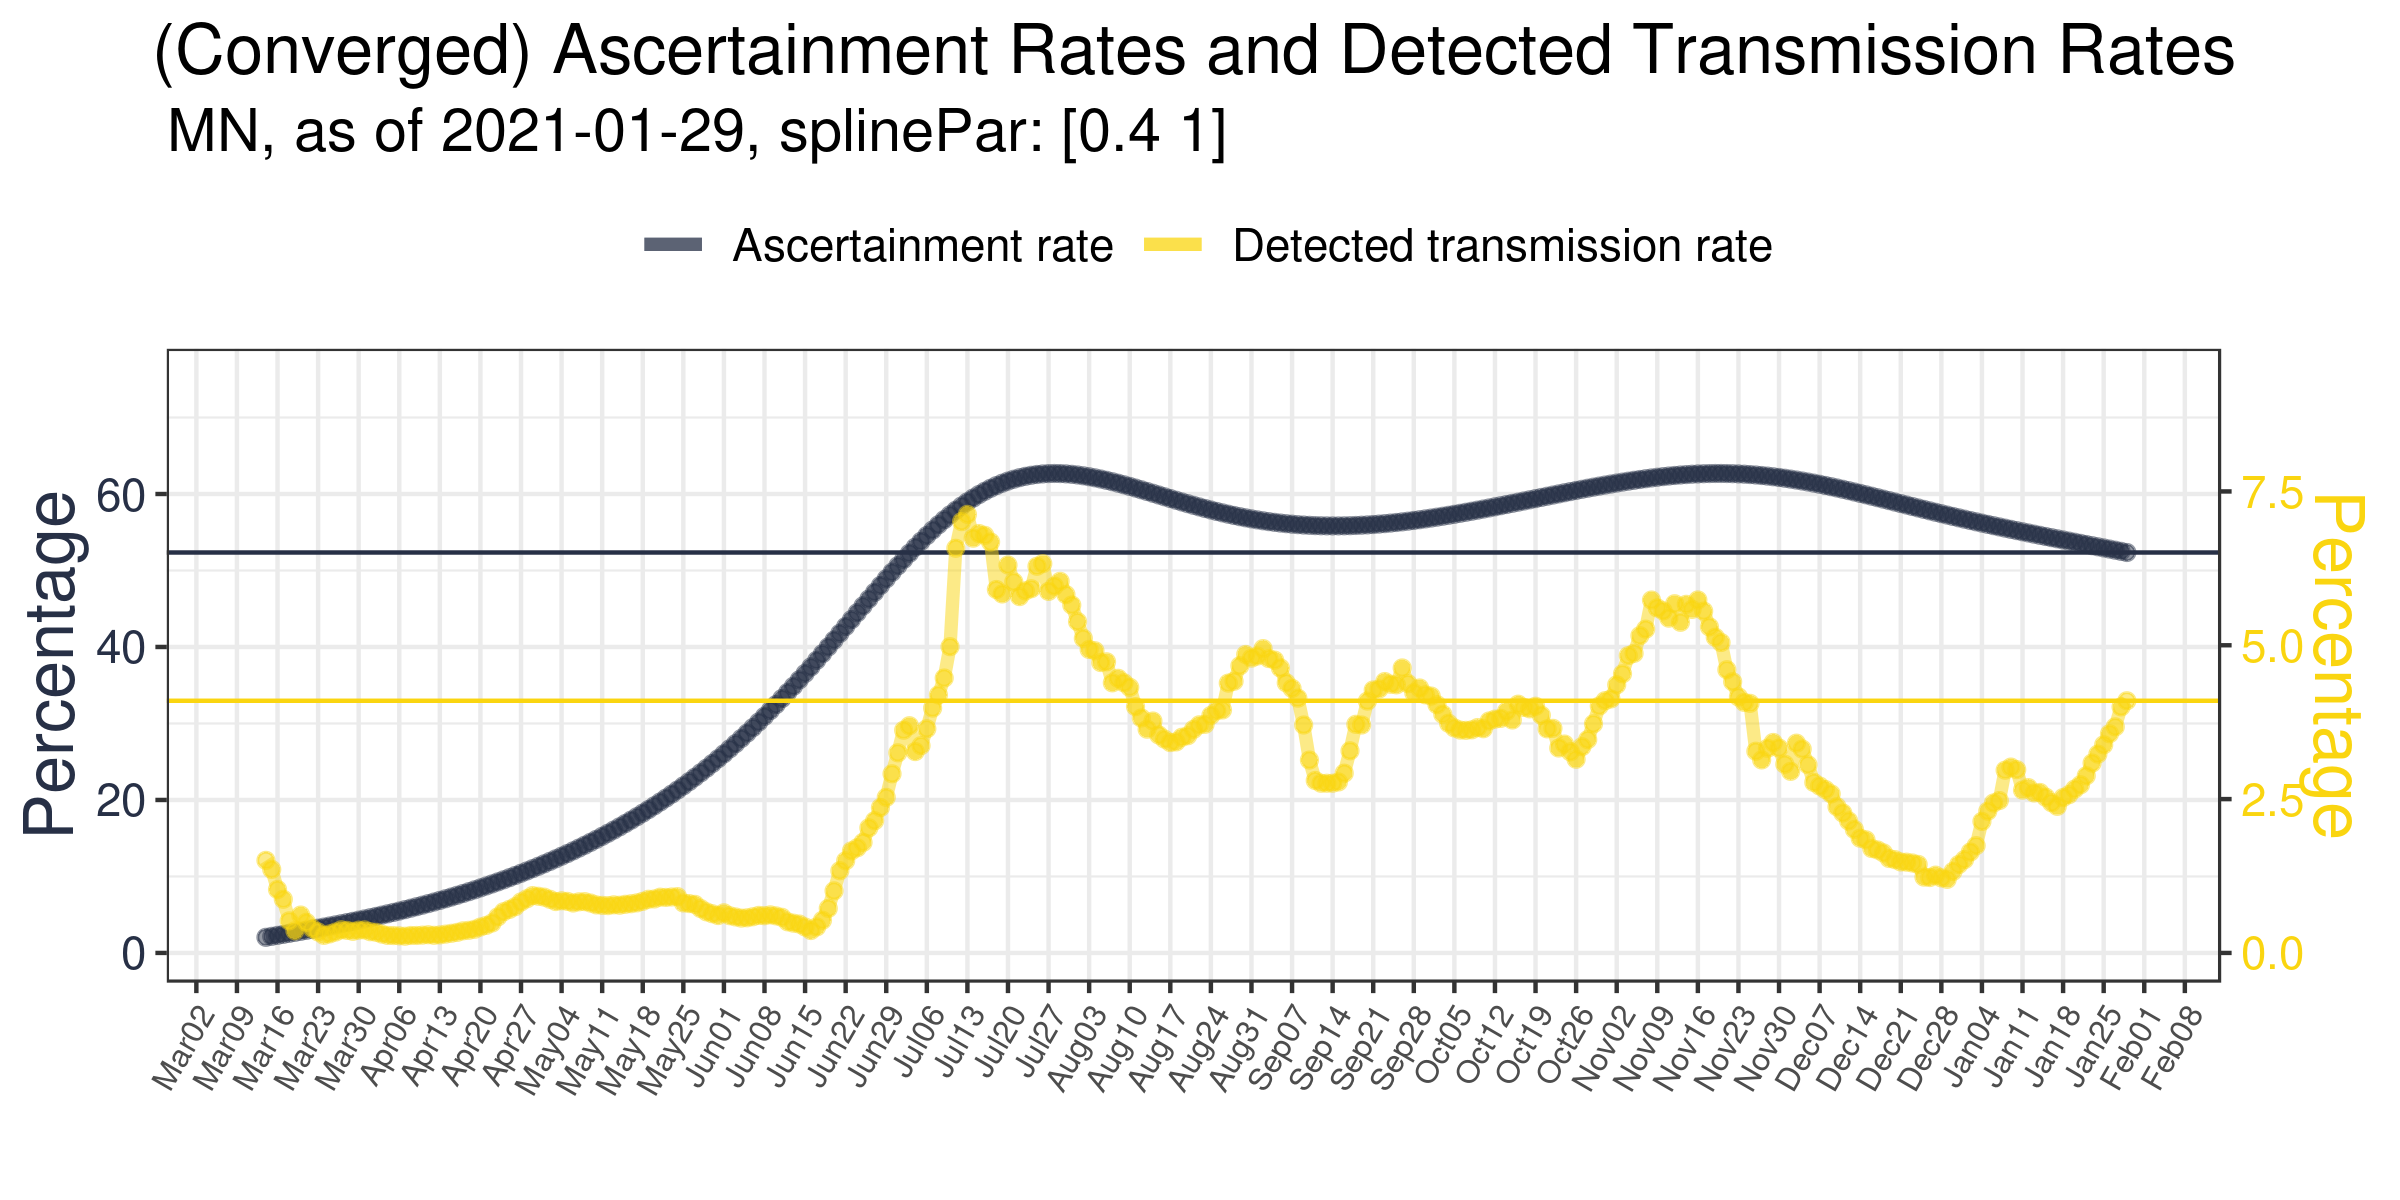 (Converged) Ascertainment Rates and Detected Transmission Rates
MN, as of 2021-01-29, splinePar: [0.4 1]
Ascertainment rate
Detected transmission rate
Percentage
60
40
20
0
7.5
5.0
2.5
0.0
Percentage
Mar02
Mar09
Mar16
Mar23
Mar30
Apr06
Apr13
Apr20
Apr27
May04
May11
May18
May25
Jun01
Jun08
Jun15
Jun22
Jun29
Jul06
Jul13
Jul20
Jul27
Aug03
Aug10
Aug17
Aug24
Aug31
Sep07
Sep14
Sep21
Sep28
Oct05
Oct12
Oct19
Oct26
Nov02
Nov09
Nov16
Nov23
Nov30
Dec07
Dec14
Dec21
Dec28
Jan04
Jan11
Jan18
Jan25
Feb01
Feb08